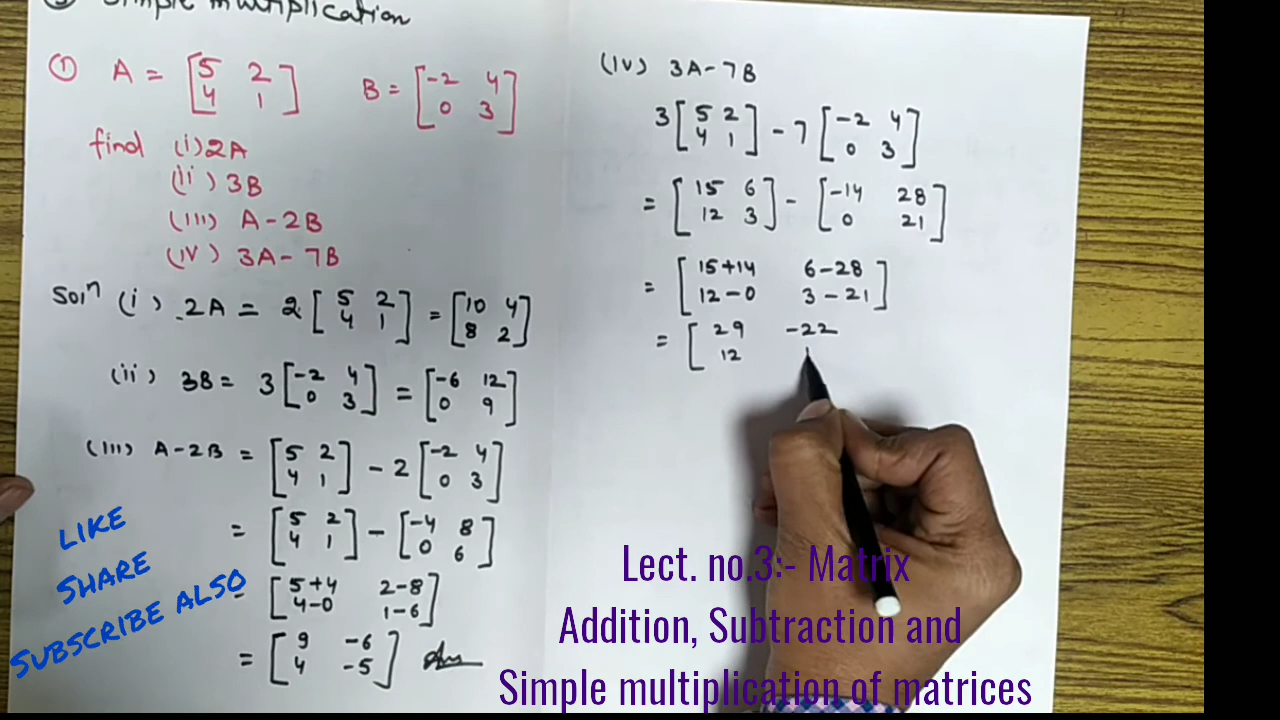 Simple multiplication
① A = [5 2
4 1] B = [-2 4
0 3]
find (i) 2A
(ii) 3B
(iii) A - 2B
(iv) 3A - 7B
Solⁿ (i) 2A = 2 [5 2
4 1] = [10 4
8 2]
(ii) 3B = 3 [-2 4
0 3] = [-6 12
0 9]
(iii) A - 2B = [5 2
4 1] - 2 [-2 4
0 3]
= [5 2
4 1] - [-4 8
0 6]
= [5+4 2-8
4-0 1-6]
= [9 -6
4 -5] Ans
(iv) 3A - 7B
3 [5 2
4 1] - 7 [-2 4
0 3]
= [15 6
12 3] - [-14 28
0 21]
= [15+14 6-28
12-0 3-21]
= [29 -22
12
LIKE
SHARE
SUBSCRIBE ALSO
Lect. no.3:- Matrix
Addition, Subtraction and
Simple multiplication of matrices